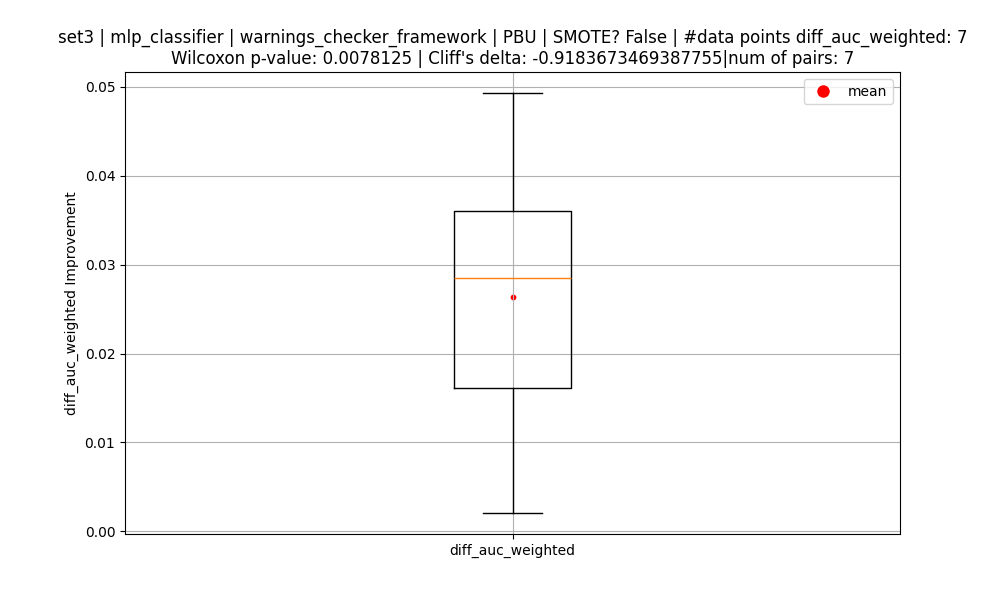 set3 | mlp_classifier | warnings_checker_framework | PBU | SMOTE? False | #data points diff_auc_weighted: 7
Wilcoxon p-value: 0.0078125 | Cliff's delta: -0.9183673469387755|num of pairs: 7
mean
0.05
0.04
0.03
0.02
0.01
0.00
diff_auc_weighted Improvement
diff_auc_weighted